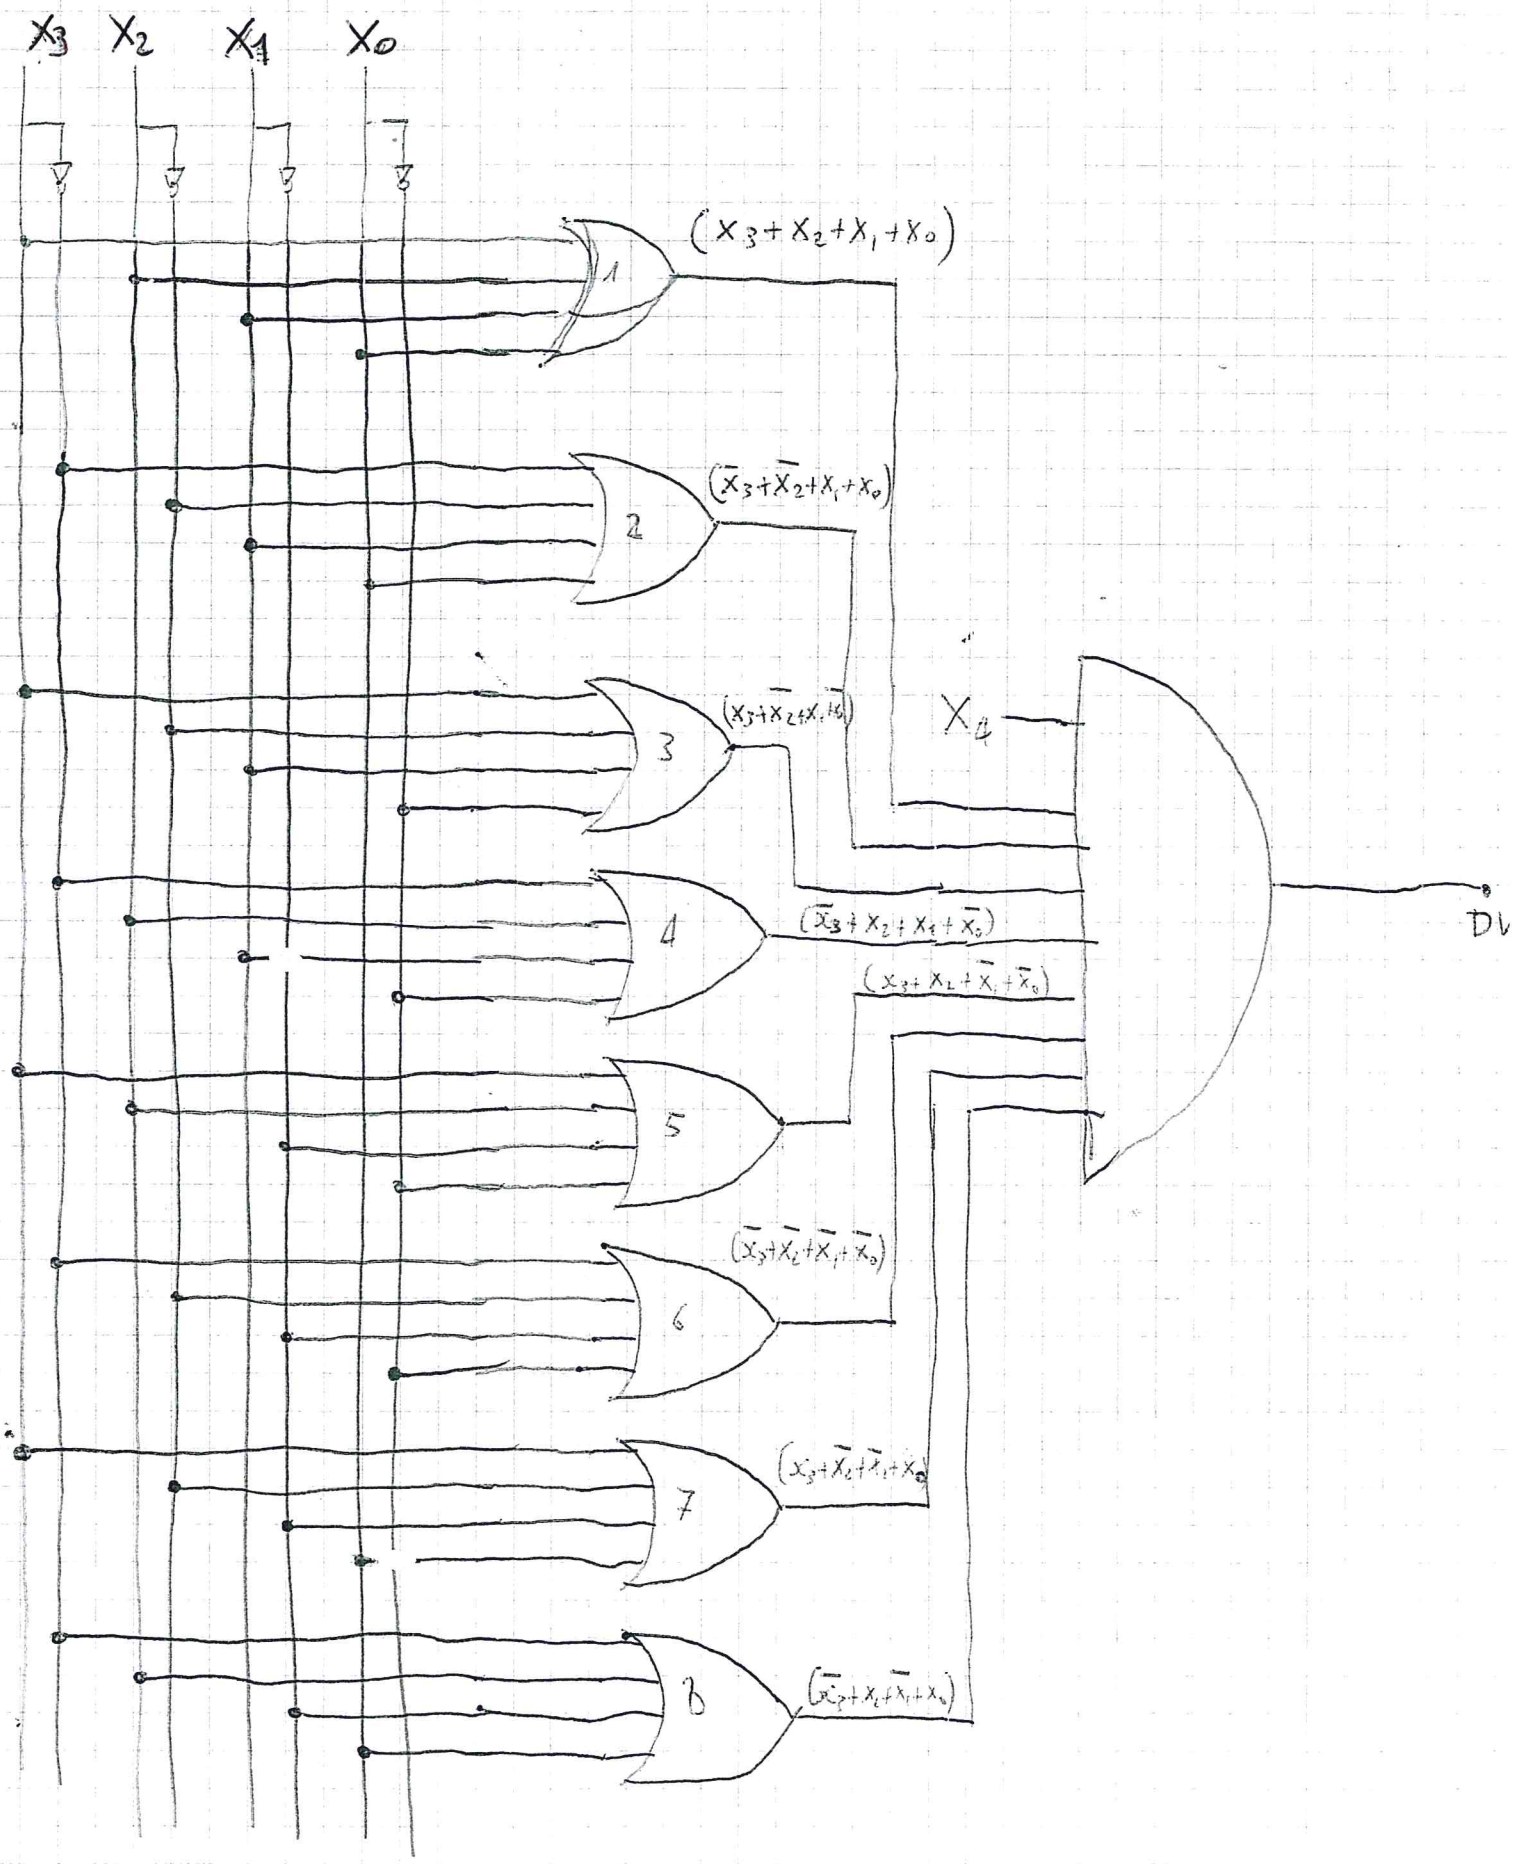 X3 X2 X1 X0
(X3+X2+X1+X0)
1
(X̅3+X̅2+X1+X0)
2
(X3+X̅2+X1+X̅0)
3
X4
4
(X̅3+X2+X1+X̅0)
DV
(X3+X2+X̅1+X̅0)
5
(X̅3+X̅2+X̅1+X̅0)
6
(X3+X̅2+X̅1+X0)
7
(X̅3+X2+X̅1+X0)
8